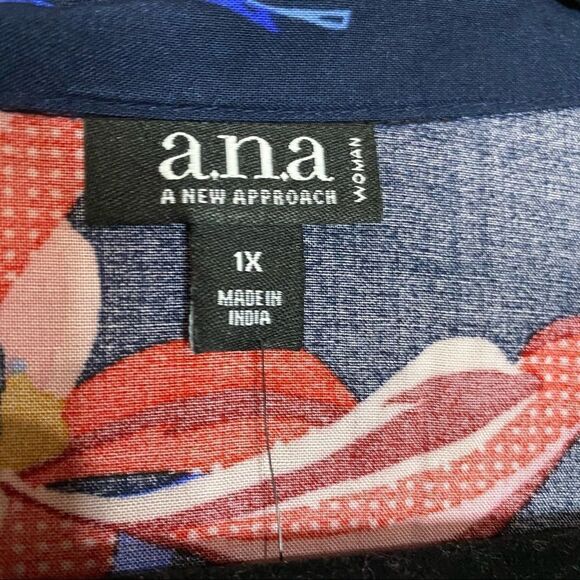 a.n.a
WOMAN
A NEW APPROACH
1X
MADE IN
INDIA